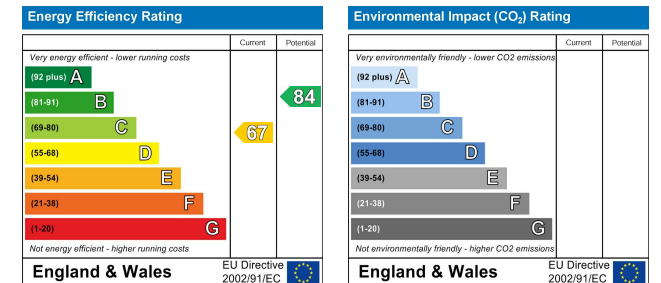 Energy Efficiency Rating
Current Potential
Very energy efficient - lower running costs
(92 plus) A
(81-91) B
84
(69-80) C
67
(55-68) D
(39-54) E
(21-38) F
(1-20) G
Not energy efficient - higher running costs
England & Wales
EU Directive
2002/91/EC
Environmental Impact (CO₂) Rating
Current Potential
Very environmentally friendly - lower CO2 emissions
(92 plus) A
(81-91) B
(69-80) C
(55-68) D
(39-54) E
(21-38) F
(1-20) G
Not environmentally friendly - higher CO2 emissions
England & Wales
EU Directive
2002/91/EC